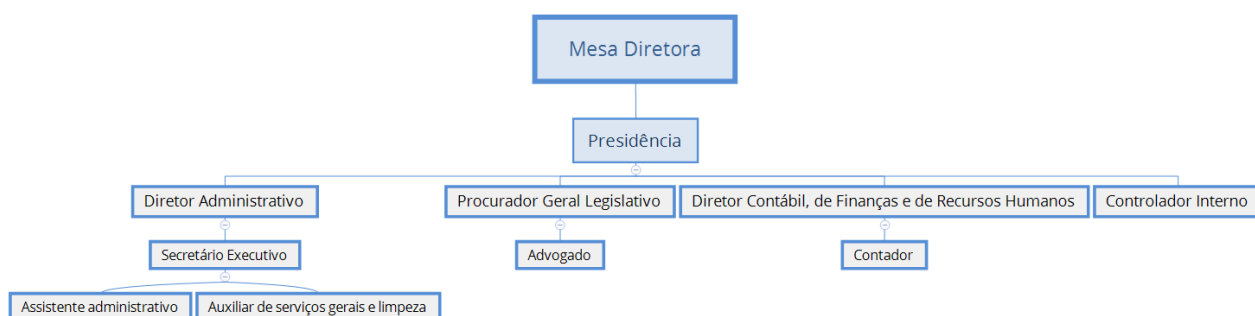 Mesa Diretora
Presidência
Diretor Administrativo
Procurador Geral Legislativo
Diretor Contábil, de Finanças e de Recursos Humanos
Controlador Interno
Secretário Executivo
Advogado
Contador
Assistente administrativo
Auxiliar de serviços gerais e limpeza